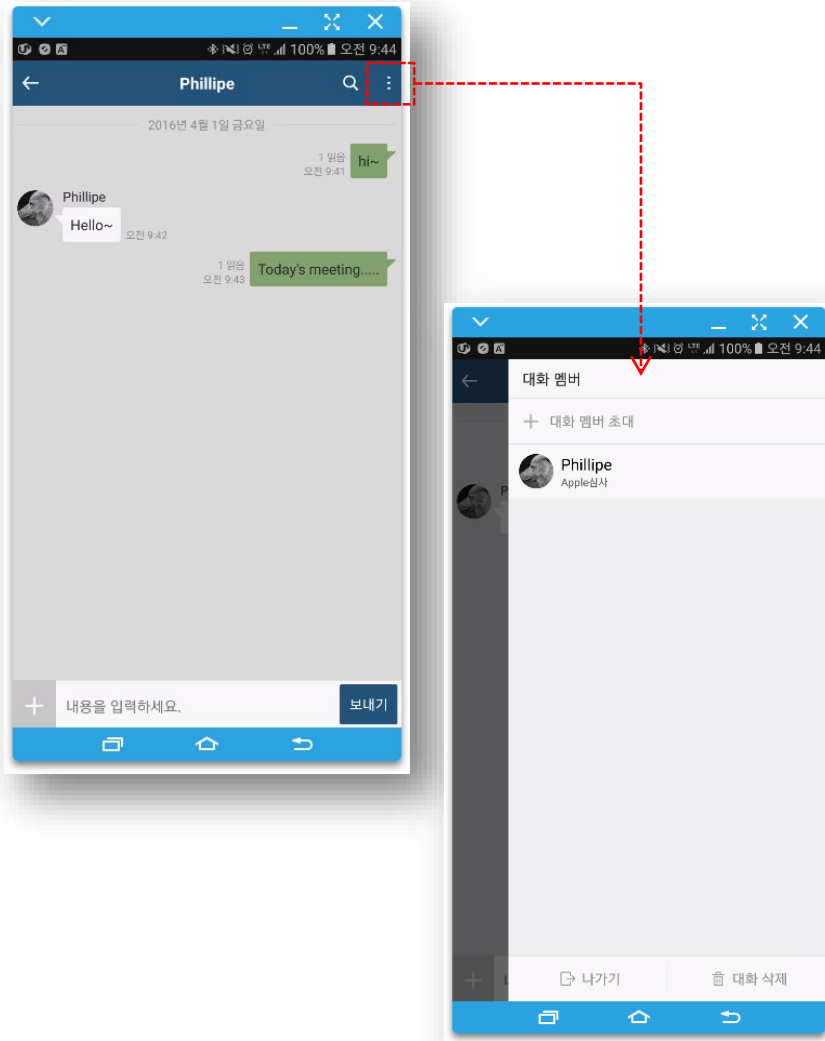 100% 오전 9:44
Phillipe
2016년 4월 1일 금요일
1 읽음
오전 9:41
hi~
Phillipe
Hello~
오전 9:42
1 읽음
오전 9:43
Today's meeting.....
내용을 입력하세요.
보내기
LTE 100% 오전 9:44
대화 멤버
대화 멤버 초대
Phillipe
Apple심사
나가기
대화 삭제